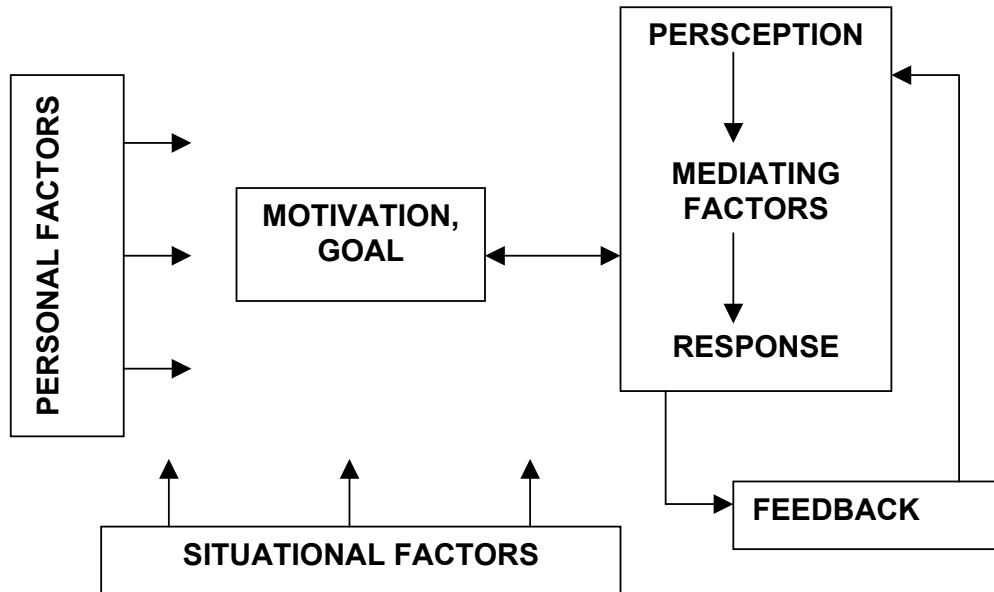 PERSONAL FACTORS
MOTIVATION,
GOAL
PERSCEPTION
MEDIATING
FACTORS
RESPONSE
FEEDBACK
SITUATIONAL FACTORS